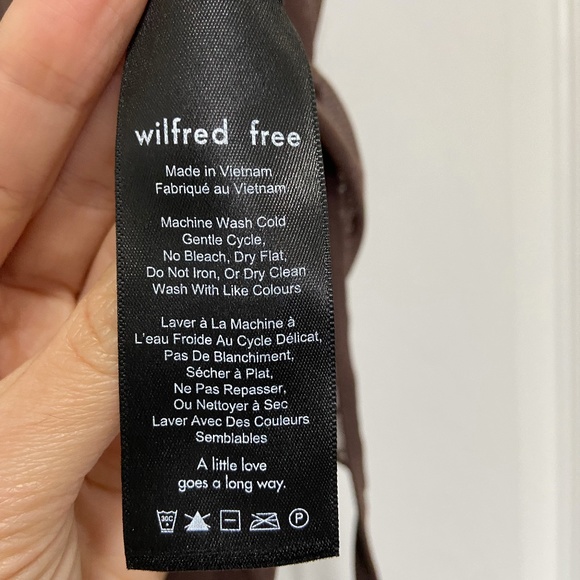 wilfred free
Made in Vietnam
Fabriqué au Vietnam
Machine Wash Cold
Gentle Cycle,
No Bleach, Dry Flat,
Do Not Iron, Or Dry Clean
Wash With Like Colours
Laver à La Machine à
L'eau Froide Au Cycle Délicat,
Pas De Blanchiment,
Sécher à Plat,
Ne Pas Repasser,
Ou Nettoyer à Sec
Laver Avec Des Couleurs
Semblables
A little love
goes a long way.
30C P